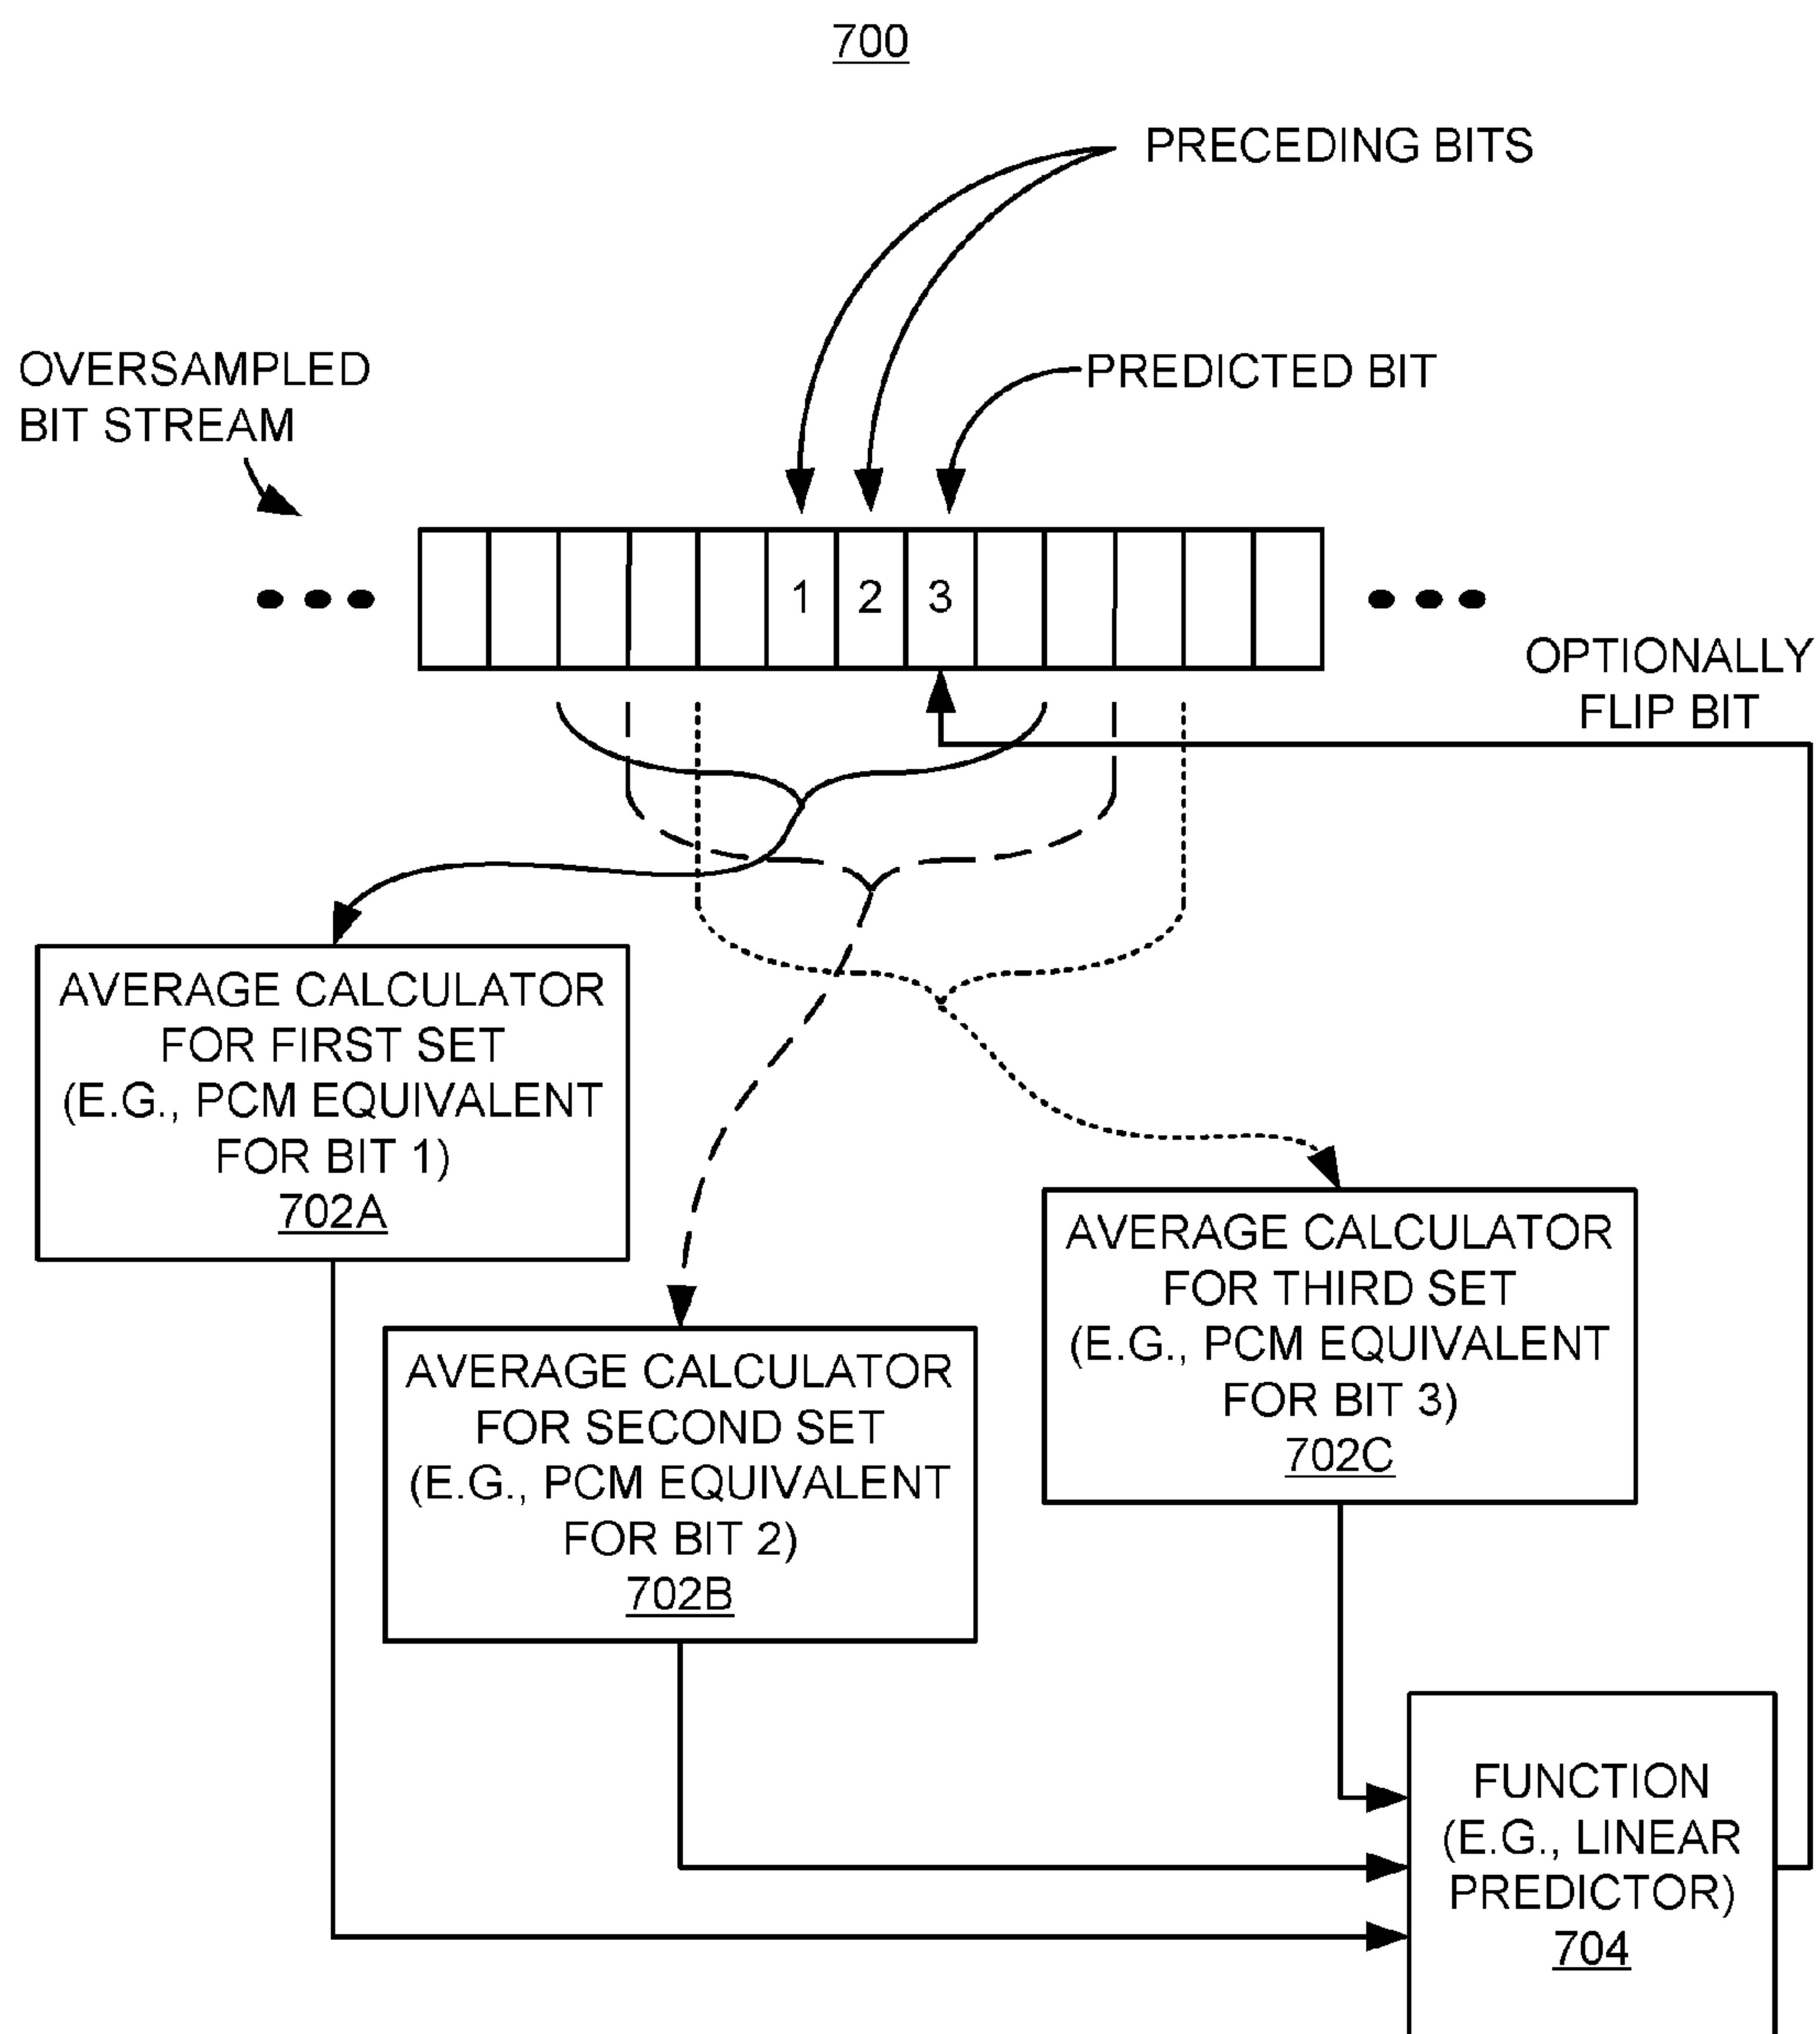 700
PRECEDING BITS
OVERSAMPLED
BIT STREAM
PREDICTED BIT
1 2 3
OPTIONALLY
FLIP BIT
AVERAGE CALCULATOR
FOR FIRST SET
(E.G., PCM EQUIVALENT
FOR BIT 1)
702A
AVERAGE CALCULATOR
FOR SECOND SET
(E.G., PCM EQUIVALENT
FOR BIT 2)
702B
AVERAGE CALCULATOR
FOR THIRD SET
(E.G., PCM EQUIVALENT
FOR BIT 3)
702C
FUNCTION
(E.G., LINEAR
PREDICTOR)
704